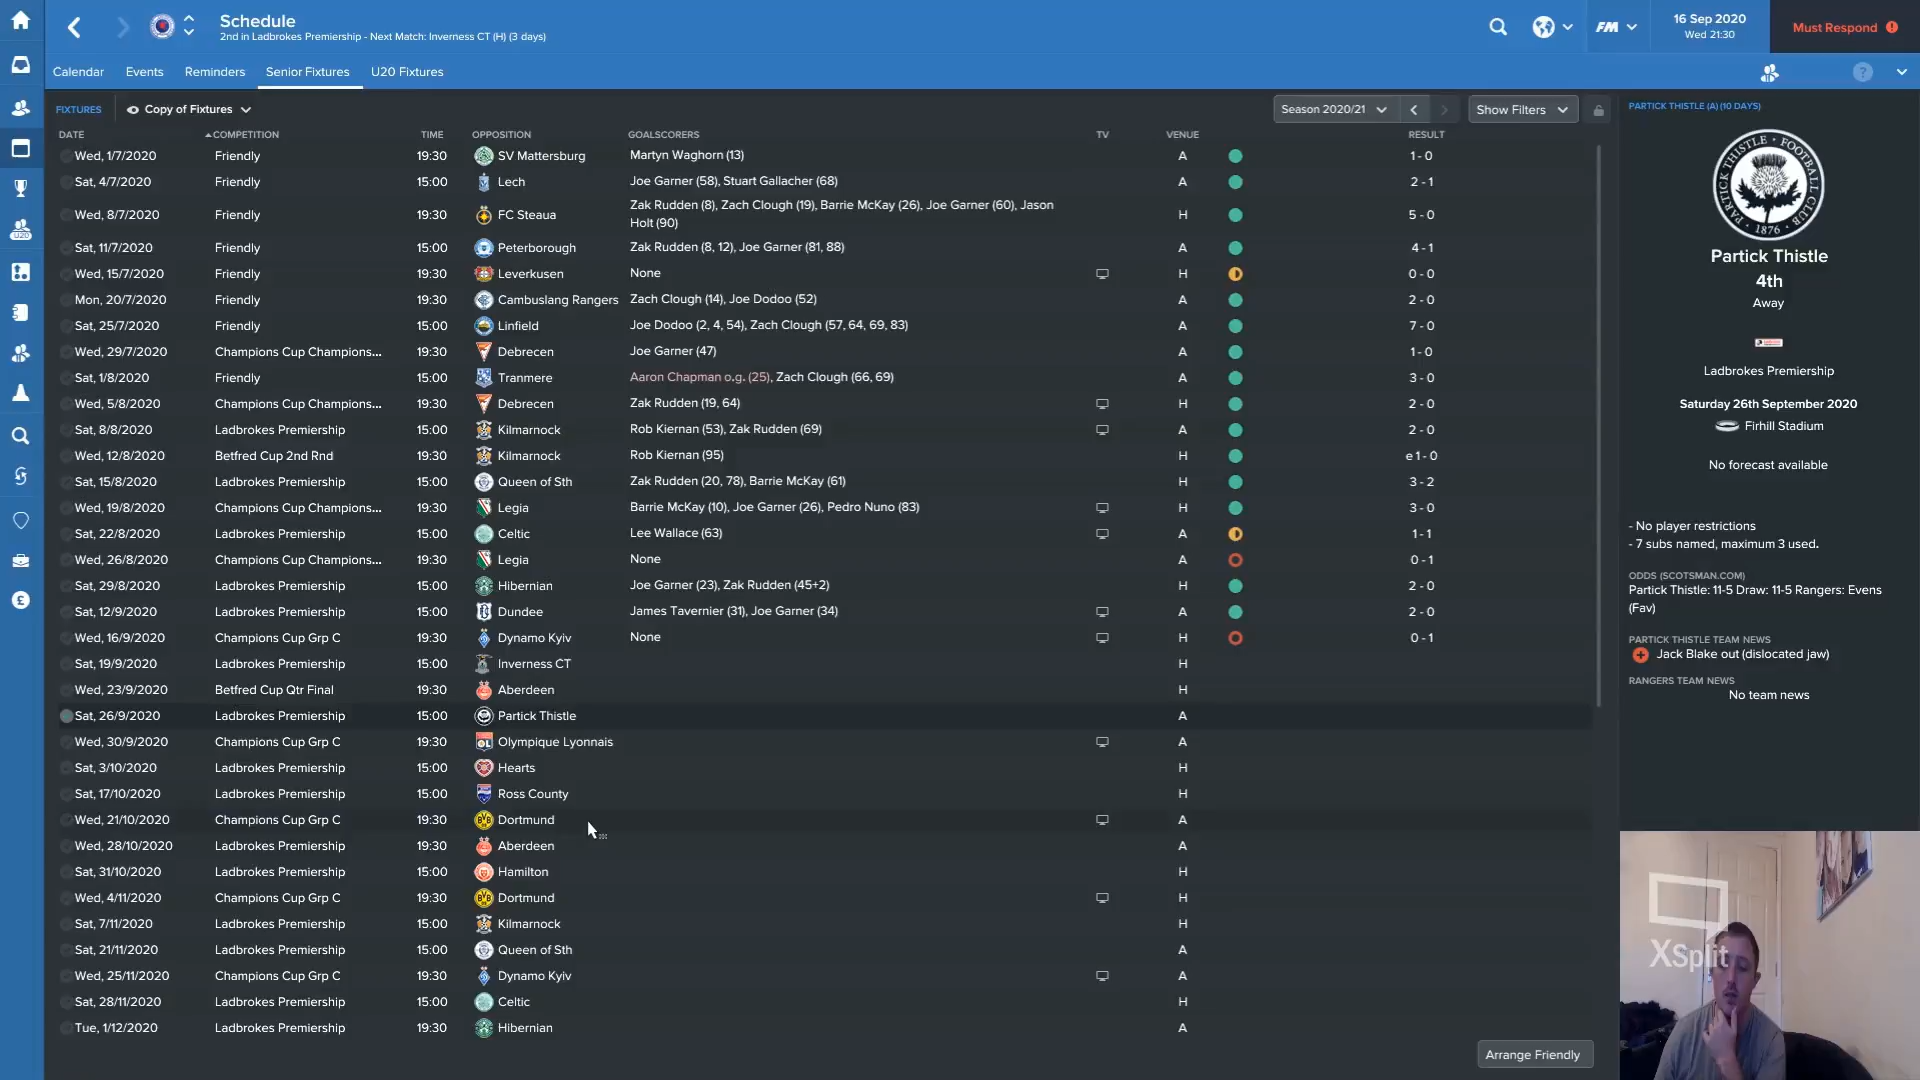 Schedule
2nd in Ladbrokes Premiership - Next Match: Inverness CT (H) (3 days)
FM
16 Sep 2020
Wed 21:30
Must Respond
Calendar Events Reminders Senior Fixtures U20 Fixtures
FIXTURES Copy of Fixtures Season 2020/21 Show Filters
DATE COMPETITION TIME OPPOSITION GOALSCORERS TV VENUE RESULT
Wed, 1/7/2020 Friendly 19:30 SV Mattersburg Martyn Waghorn (13) A 1 - 0
Sat, 4/7/2020 Friendly 15:00 Lech Joe Garner (58), Stuart Gallacher (68) A 2 - 1
Wed, 8/7/2020 Friendly 19:30 FC Steaua Zak Rudden (8), Zach Clough (19), Barrie McKay (26), Joe Garner (60), Jason Holt (90) H 5 - 0
Sat, 11/7/2020 Friendly 15:00 Peterborough Zak Rudden (8, 12), Joe Garner (81, 88) A 4 - 1
Wed, 15/7/2020 Friendly 19:30 Leverkusen None H 0 - 0
Mon, 20/7/2020 Friendly 19:30 Cambuslang Rangers Zach Clough (14), Joe Dodoo (52) A 2 - 0
Sat, 25/7/2020 Friendly 15:00 Linfield Joe Dodoo (2, 4, 54), Zach Clough (57, 64, 69, 83) A 7 - 0
Wed, 29/7/2020 Champions Cup Champions... 19:30 Debrecen Joe Garner (47) A 1 - 0
Sat, 1/8/2020 Friendly 15:00 Tranmere Aaron Chapman o.g. (25), Zach Clough (66, 69) A 3 - 0
Wed, 5/8/2020 Champions Cup Champions... 19:30 Debrecen Zak Rudden (19, 64) H 2 - 0
Sat, 8/8/2020 Ladbrokes Premiership 15:00 Kilmarnock Rob Kiernan (53), Zak Rudden (69) A 2 - 0
Wed, 12/8/2020 Betfred Cup 2nd Rnd 19:30 Kilmarnock Rob Kiernan (95) H e 1 - 0
Sat, 15/8/2020 Ladbrokes Premiership 15:00 Queen of Sth Zak Rudden (20, 78), Barrie McKay (61) H 3 - 2
Wed, 19/8/2020 Champions Cup Champions... 19:30 Legia Barrie McKay (10), Joe Garner (26), Pedro Nuno (83) H 3 - 0
Sat, 22/8/2020 Ladbrokes Premiership 15:00 Celtic Lee Wallace (63) A 1 - 1
Wed, 26/8/2020 Champions Cup Champions... 19:30 Legia None A 0 - 1
Sat, 29/8/2020 Ladbrokes Premiership 15:00 Hibernian Joe Garner (23), Zak Rudden (45+2) H 2 - 0
Sat, 12/9/2020 Ladbrokes Premiership 15:00 Dundee James Tavernier (31), Joe Garner (34) A 2 - 0
Wed, 16/9/2020 Champions Cup Grp C 19:30 Dynamo Kyiv None H 0 - 1
Sat, 19/9/2020 Ladbrokes Premiership 15:00 Inverness CT H
Wed, 23/9/2020 Betfred Cup Qtr Final 19:30 Aberdeen H
Sat, 26/9/2020 Ladbrokes Premiership 15:00 Partick Thistle A
Wed, 30/9/2020 Champions Cup Grp C 19:30 Olympique Lyonnais A
Sat, 3/10/2020 Ladbrokes Premiership 15:00 Hearts H
Sat, 17/10/2020 Ladbrokes Premiership 15:00 Ross County H
Wed, 21/10/2020 Champions Cup Grp C 19:30 Dortmund A
Wed, 28/10/2020 Ladbrokes Premiership 19:30 Aberdeen A
Sat, 31/10/2020 Ladbrokes Premiership 15:00 Hamilton H
Wed, 4/11/2020 Champions Cup Grp C 19:30 Dortmund H
Sat, 7/11/2020 Ladbrokes Premiership 15:00 Kilmarnock H
Sat, 21/11/2020 Ladbrokes Premiership 15:00 Queen of Sth A
Wed, 25/11/2020 Champions Cup Grp C 19:30 Dynamo Kyiv A
Sat, 28/11/2020 Ladbrokes Premiership 15:00 Celtic H
Tue, 1/12/2020 Ladbrokes Premiership 19:30 Hibernian A
Arrange Friendly
PARTICK THISTLE (A) (10 DAYS)
PARTICK THISTLE FOOTBALL CLUB
1876
Partick Thistle
4th
Away
Ladbrokes Premiership
Saturday 26th September 2020
Firhill Stadium
No forecast available
- No player restrictions
- 7 subs named, maximum 3 used.
ODDS (SCOTSMAN.COM)
Partick Thistle: 11-5 Draw: 11-5 Rangers: Evens
(Fav)
PARTICK THISTLE TEAM NEWS
Jack Blake out (dislocated jaw)
RANGERS TEAM NEWS
No team news
XSplit